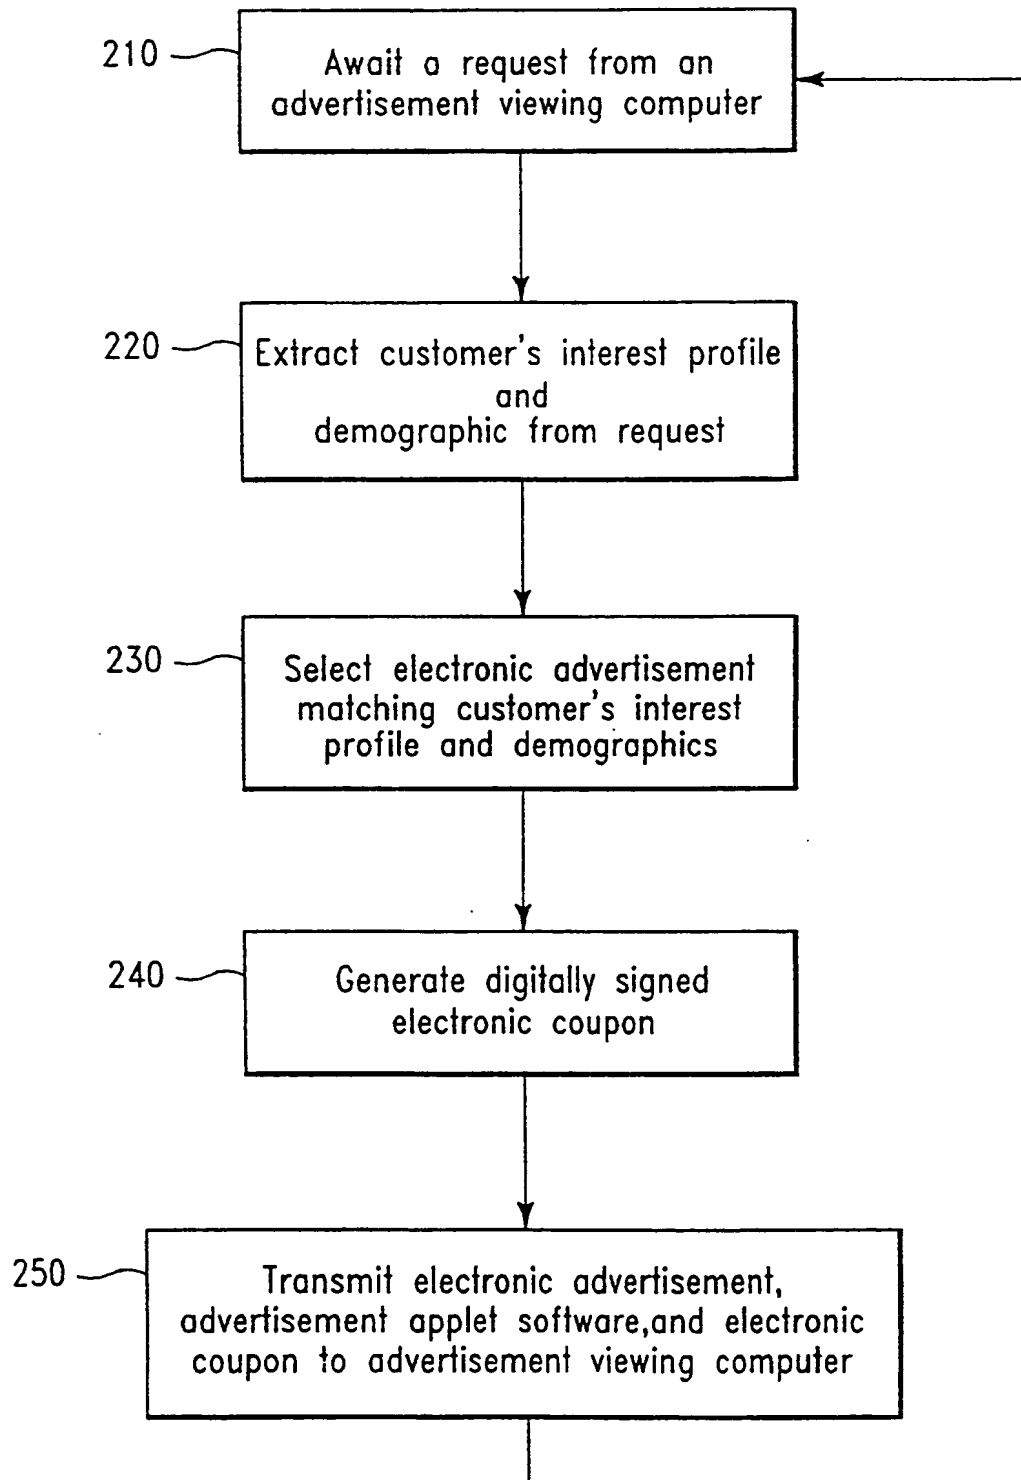 210
Await a request from an
advertisement viewing computer
220
Extract customer's interest profile
and
demographic from request
230
Select electronic advertisement
matching customer's interest
profile and demographics
240
Generate digitally signed
electronic coupon
250
Transmit electronic advertisement,
advertisement applet software,and electronic
coupon to advertisement viewing computer